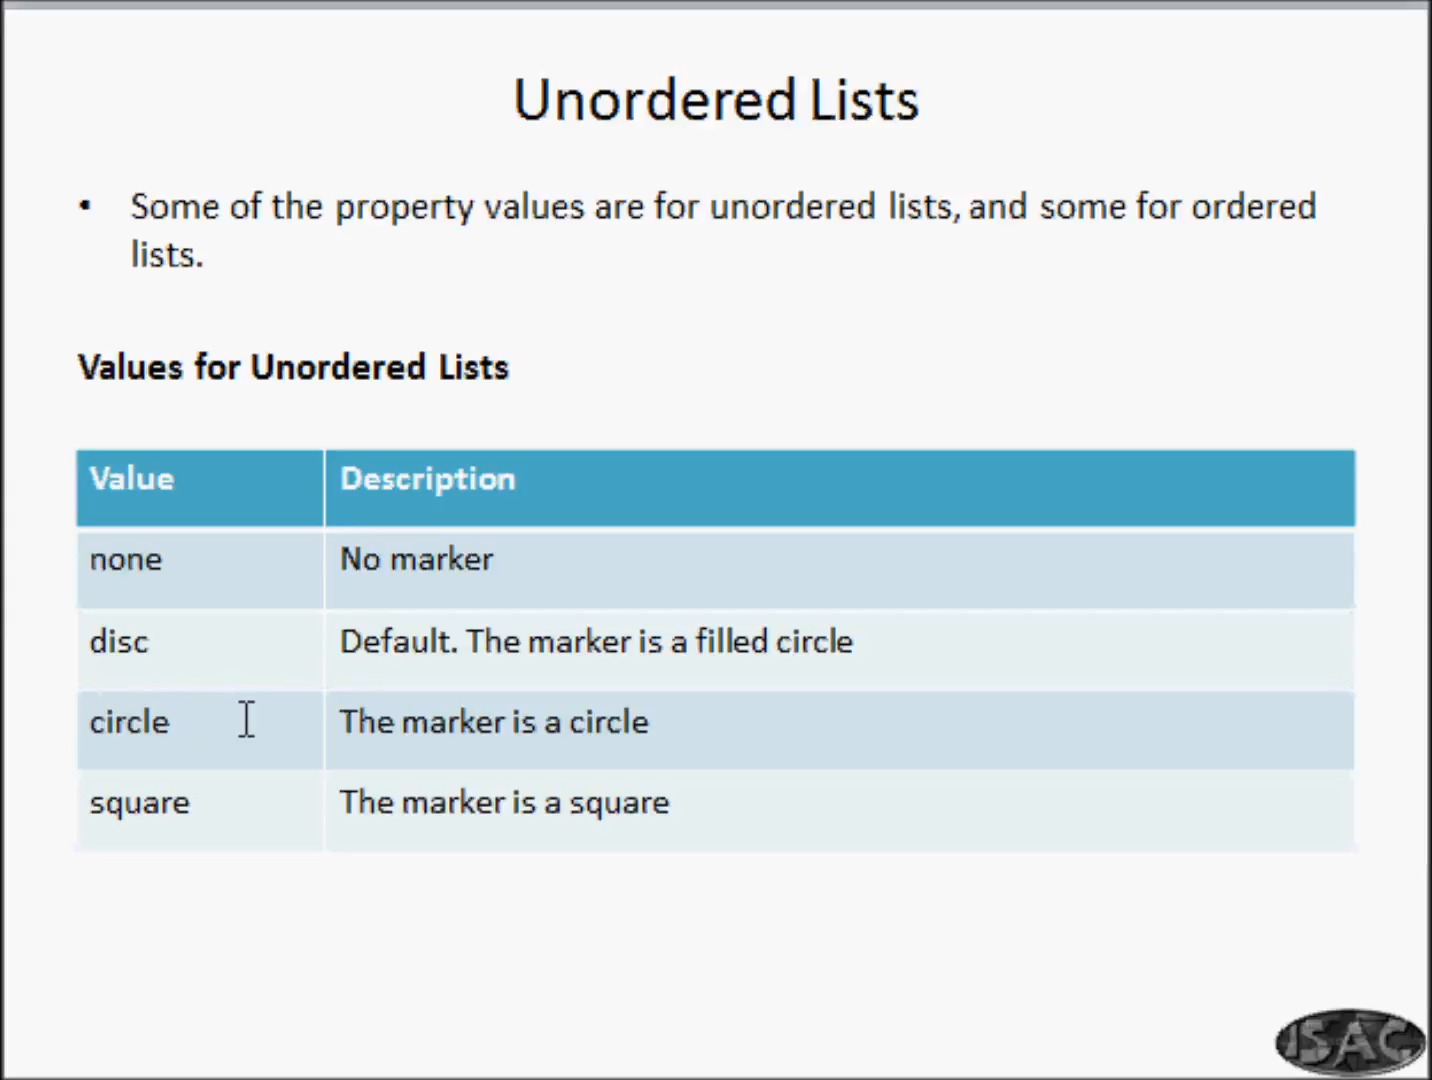 Unordered Lists
• Some of the property values are for unordered lists, and some for ordered
lists.
Values for Unordered Lists
Value Description
none No marker
disc Default. The marker is a filled circle
circle The marker is a circle
square The marker is a square
ISAC